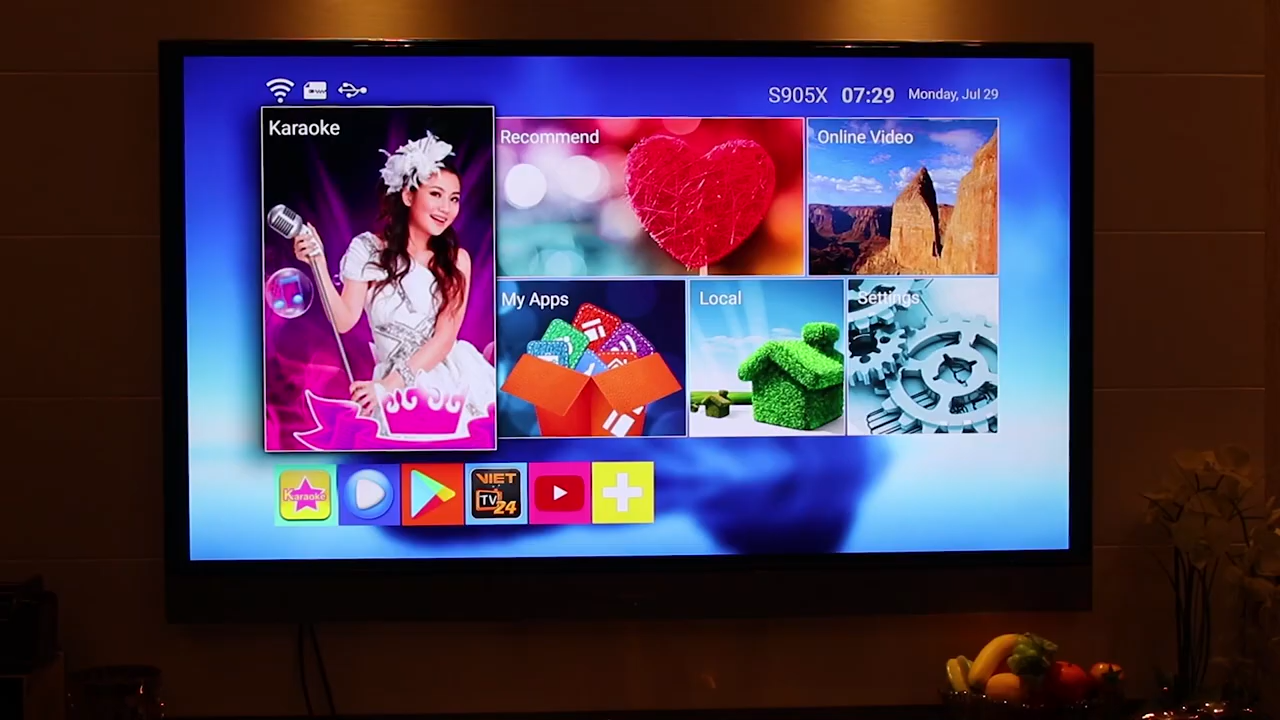 S905X 07:29 Monday, Jul 29
Karaoke
Recommend
Online Video
My Apps
Local
Settings
Karaoke
VIET
TV
24